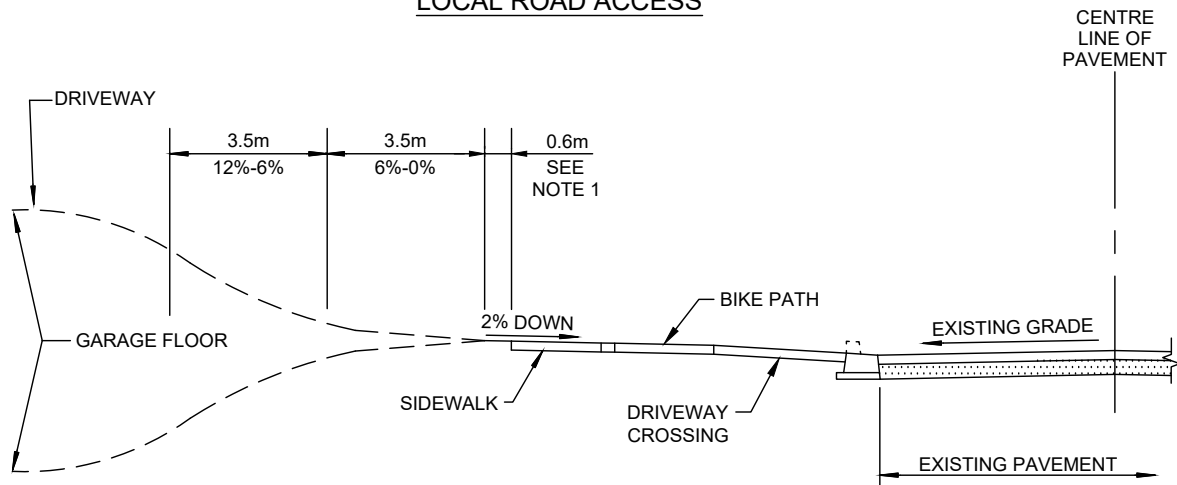 LOCAL ROAD ACCESS
CENTRE
LINE OF
PAVEMENT
DRIVEWAY
3.5m
12%-6%
3.5m
6%-0%
0.6m
SEE
NOTE 1
BIKE PATH
2% DOWN
EXISTING GRADE
GARAGE FLOOR
SIDEWALK
DRIVEWAY
CROSSING
EXISTING PAVEMENT